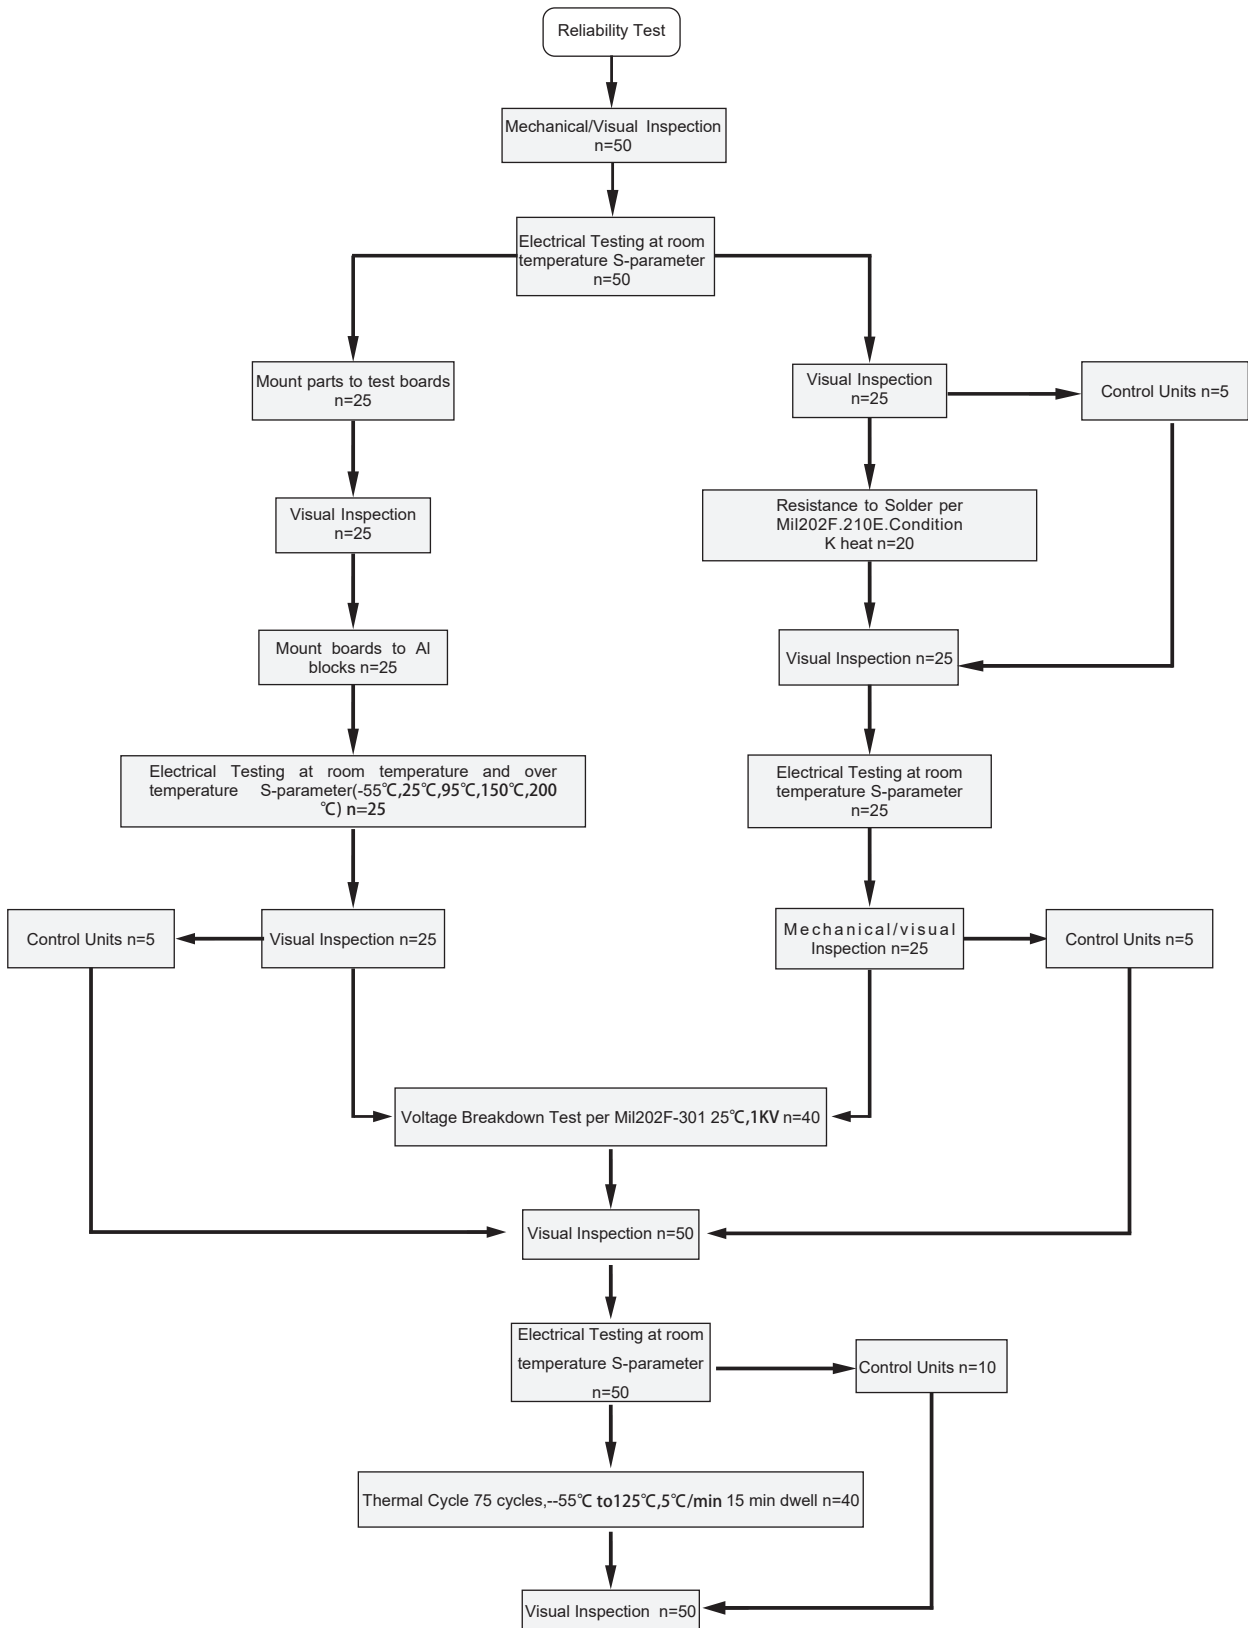 Reliability Test
Mechanical/Visual Inspection
n=50
Electrical Testing at room
temperature S-parameter
n=50
Mount parts to test boards
n=25
Visual Inspection
n=25
Control Units n=5
Visual Inspection
n=25
Resistance to Solder per
Mil202F.210E.Condition
K heat n=20
Mount boards to Al
blocks n=25
Visual Inspection n=25
Electrical Testing at room temperature and over
temperature S-parameter(-55℃,25℃,95℃,150℃,200
℃) n=25
Electrical Testing at room
temperature S-parameter
n=25
Control Units n=5
Visual Inspection n=25
Mechanical/visual
Inspection n=25
Control Units n=5
Voltage Breakdown Test per Mil202F-301 25℃,1KV n=40
Visual Inspection n=50
Electrical Testing at room
temperature S-parameter
n=50
Control Units n=10
Thermal Cycle 75 cycles,--55℃ to125℃,5℃/min 15 min dwell n=40
Visual Inspection n=50